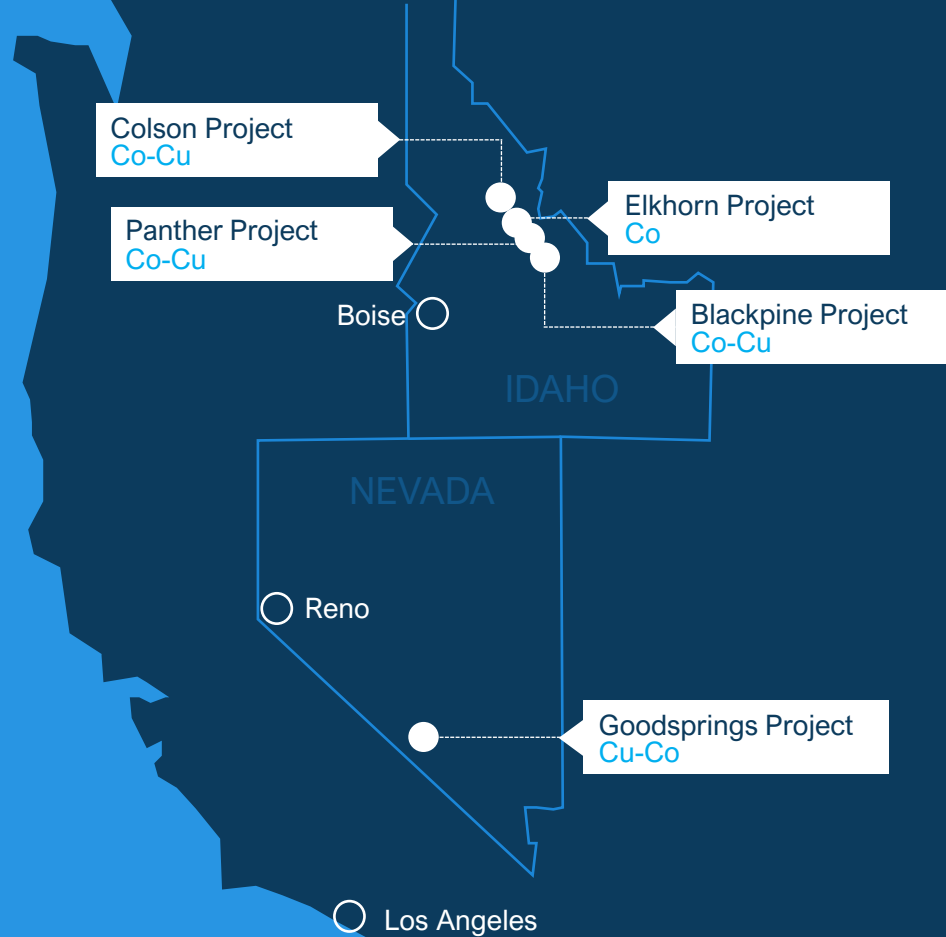 Colson Project
Co-Cu
Elkhorn Project
Co
Panther Project
Co-Cu
Blackpine Project
Co-Cu
Boise
IDAHO
NEVADA
Reno
Goodsprings Project
Cu-Co
Los Angeles